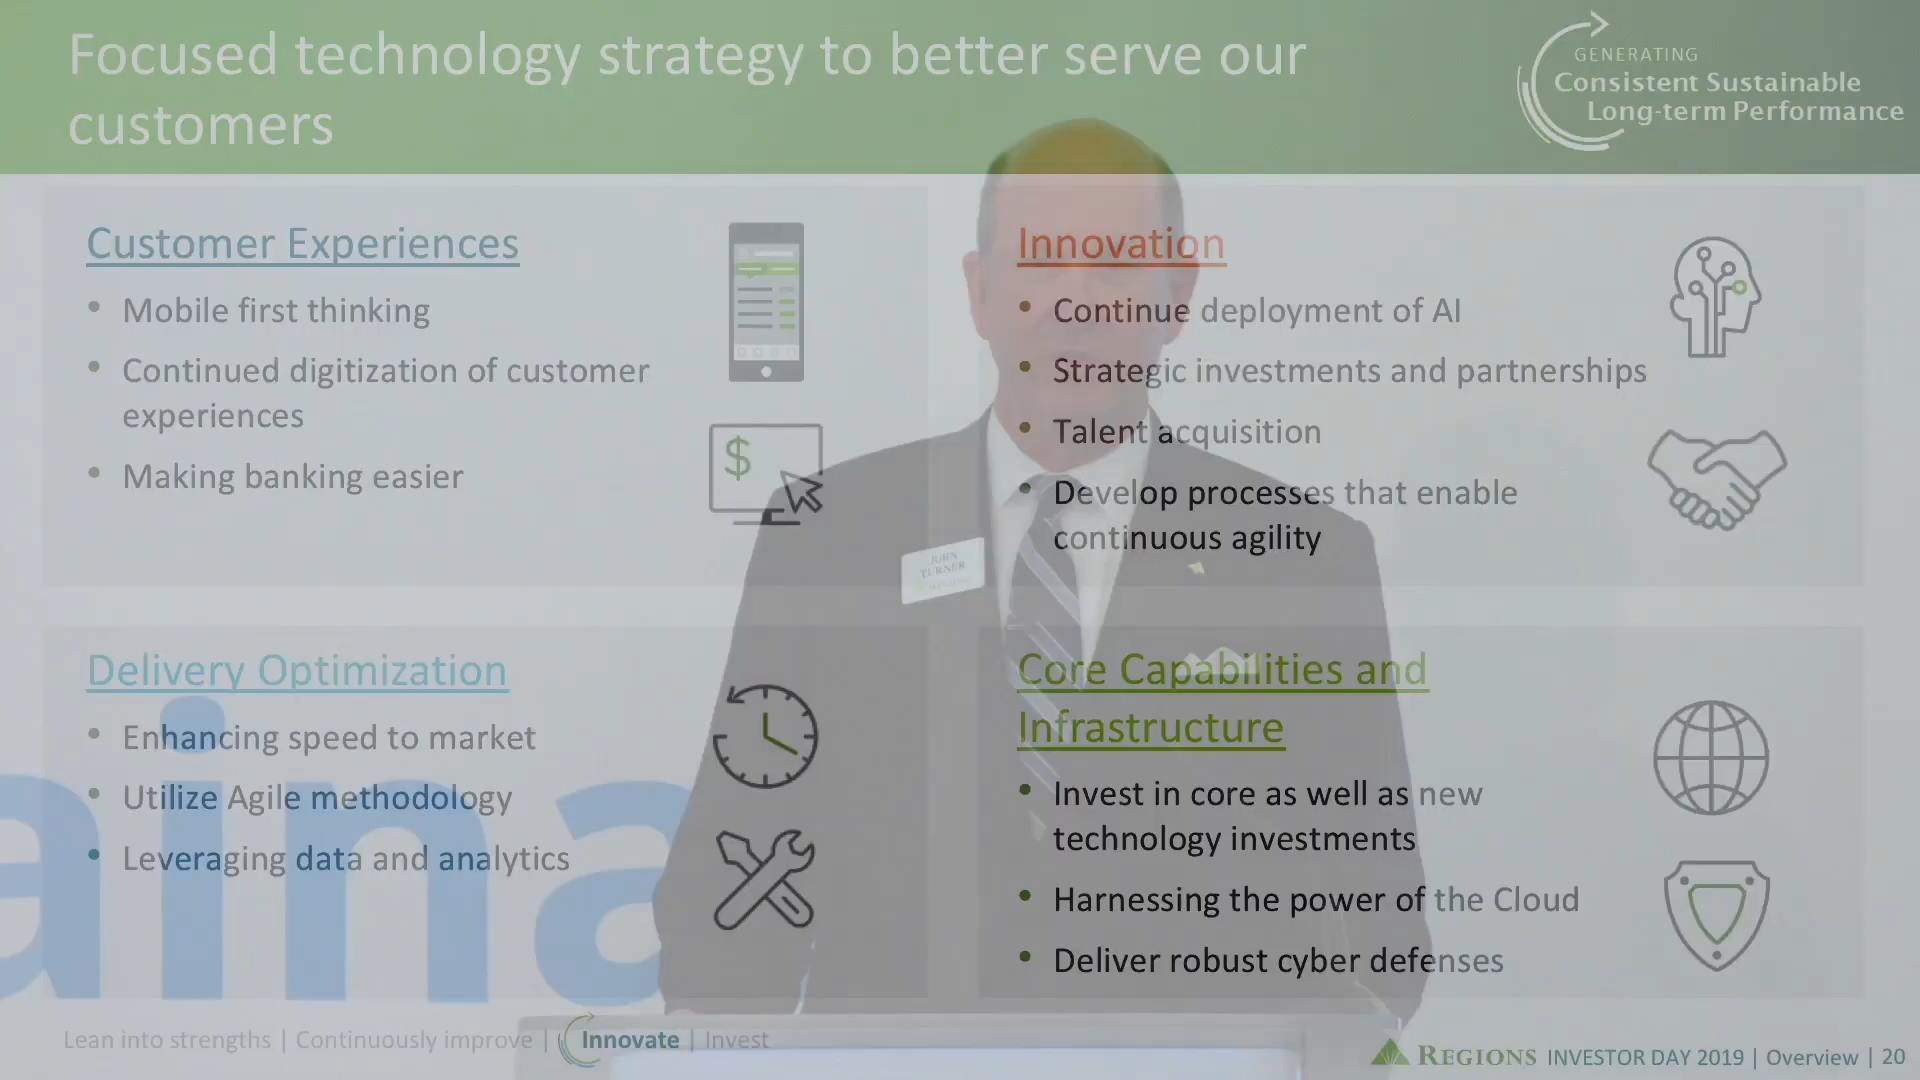 Focused technology strategy to better serve our
customers
GENERATING
Consistent Sustainable
Long-term Performance
Customer Experiences
• Mobile first thinking
• Continued digitization of customer
experiences
• Making banking easier
$
Innovation
• Continue deployment of AI
• Strategic investments and partnerships
• Talent acquisition
• Develop processes that enable
continuous agility
JOHN
TURNER
Delivery Optimization
• Enhancing speed to market
• Utilize Agile methodology
• Leveraging data and analytics
aina
Core Capabilities and
Infrastructure
• Invest in core as well as new
technology investments
• Harnessing the power of the Cloud
• Deliver robust cyber defenses
Lean into strengths | Continuously improve | Innovate | Invest
REGIONS INVESTOR DAY 2019 | Overview | 20